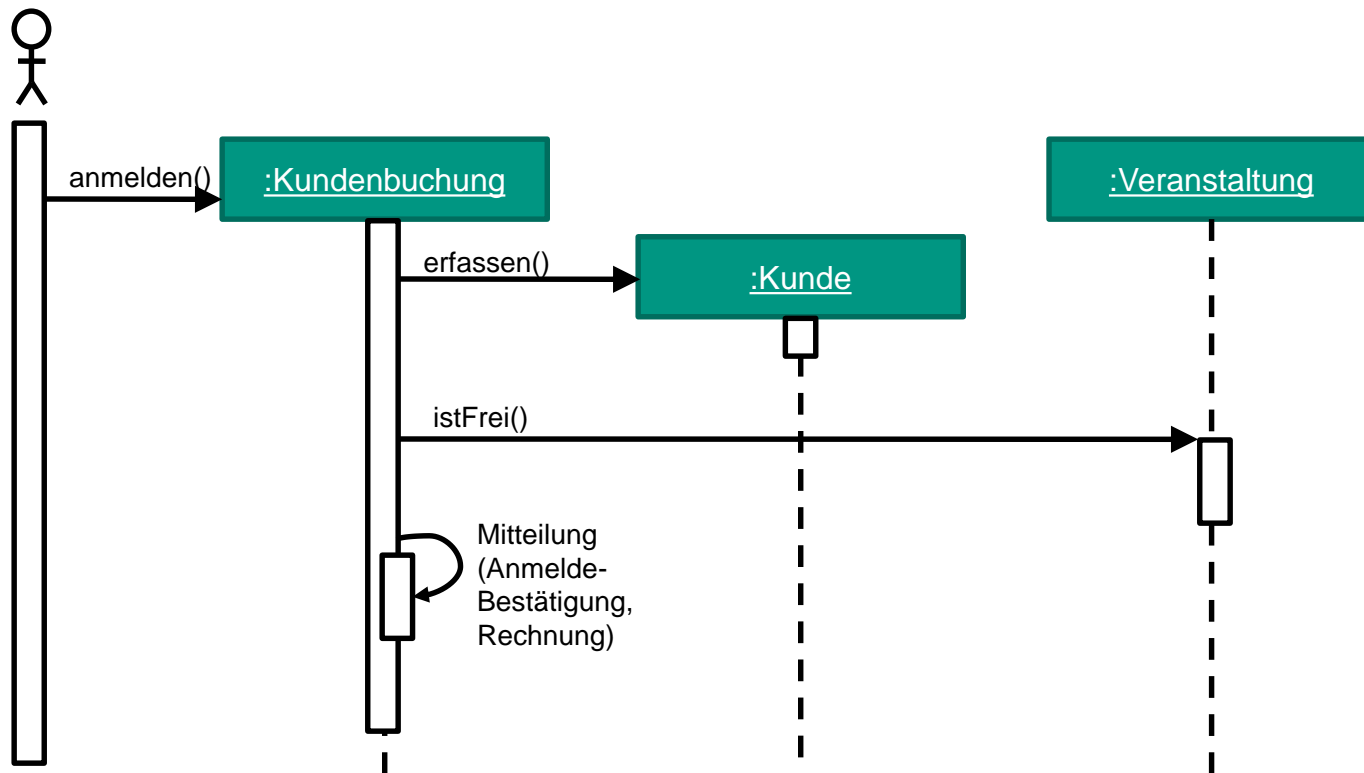 anmelden()
:Kundenbuchung
:Veranstaltung
erfassen()
:Kunde
istFrei()
Mitteilung
(Anmelde-
Bestätigung,
Rechnung)